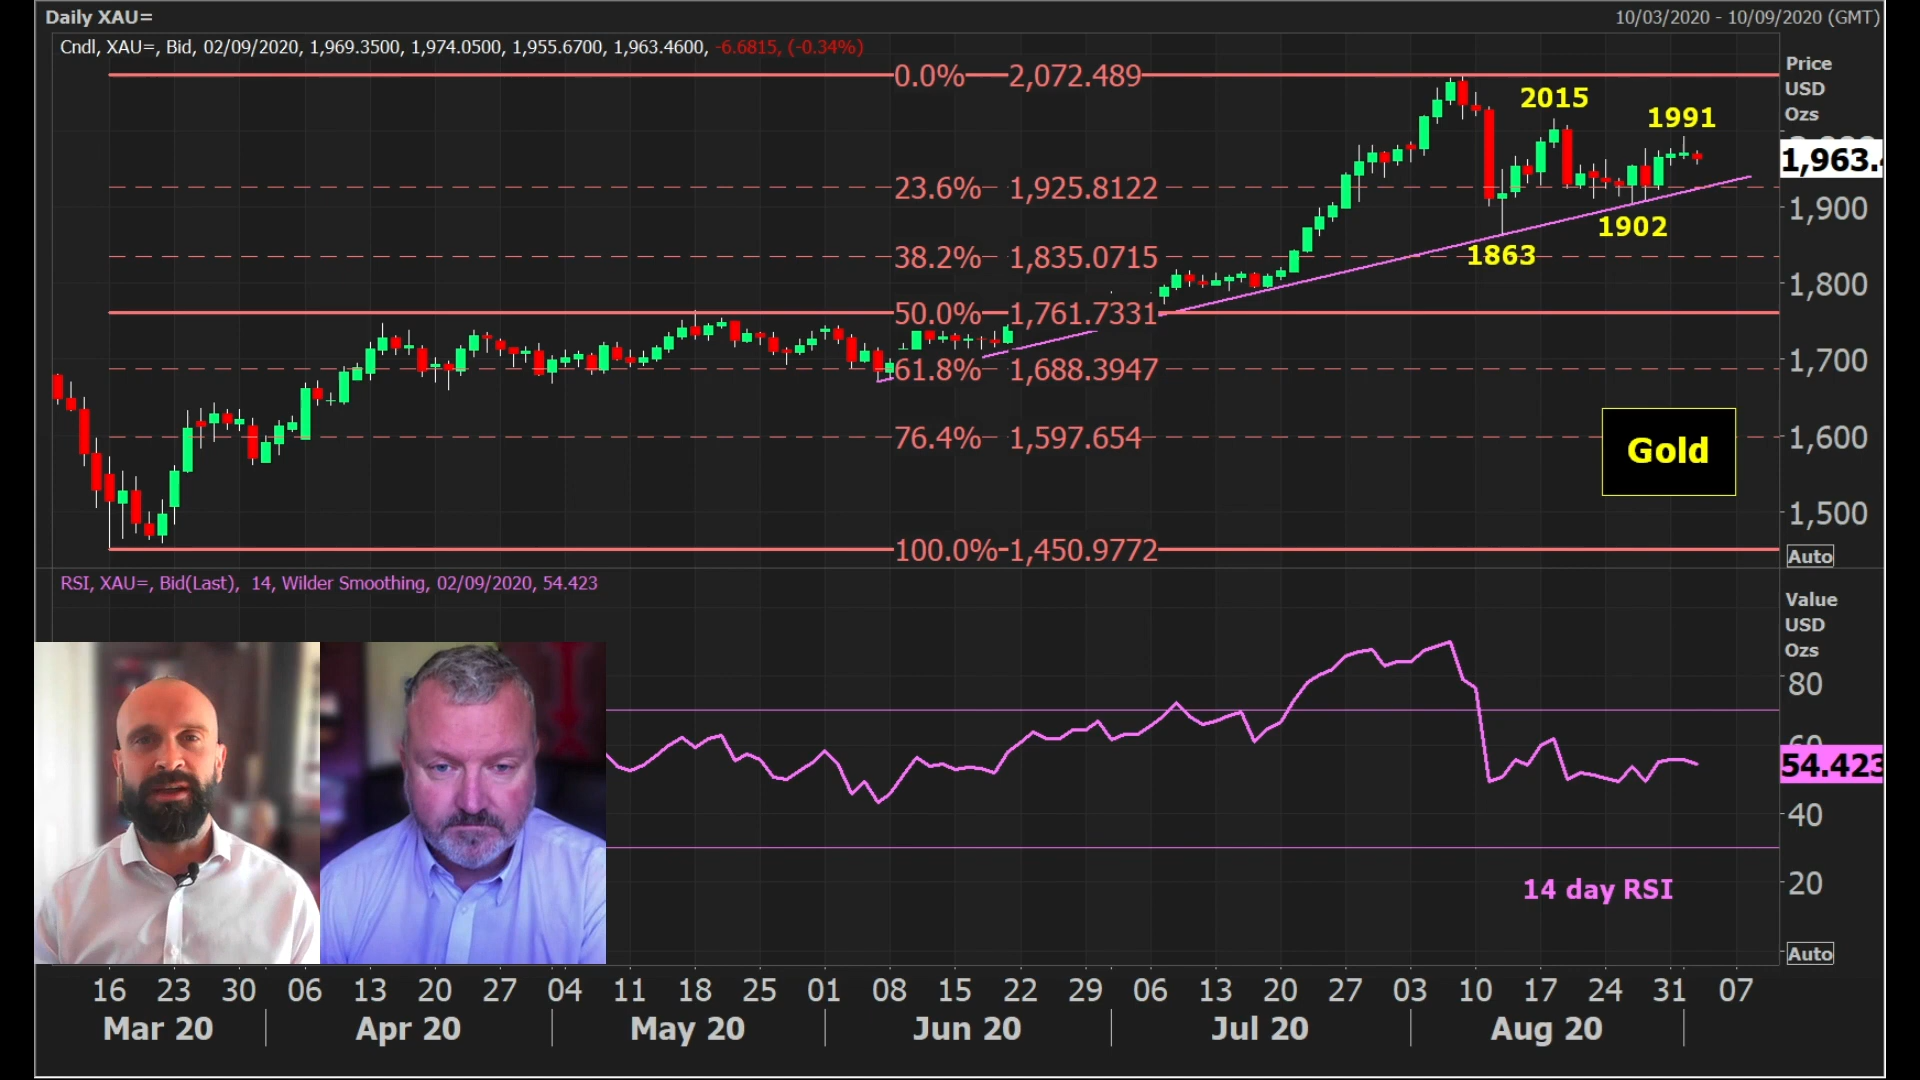 Daily XAU=
10/03/2020 - 10/09/2020 (GMT)
Cndl, XAU=, Bid, 02/09/2020, 1,969.3500, 1,974.0500, 1,955.6700, 1,963.4600, -6.6815, (-0.34%)
Price
USD
Ozs
0.0% 2,072.489
2015
1991
1,963.4
23.6% 1,925.8122
1,900
1902
38.2% 1,835.0715
1863
1,800
50.0% 1,761.7331
1,700
61.8% 1,688.3947
76.4% 1,597.654
1,600
Gold
1,500
100.0% 1,450.9772
Auto
RSI, XAU=, Bid(Last), 14, Wilder Smoothing, 02/09/2020, 54.423
Value
USD
Ozs
80
60
54.423
40
20
14 day RSI
Auto
16 23 30 06 13 20 27 04 11 18 25 01 08 15 22 29 06 13 20 27 03 10 17 24 31 07
Mar 20 Apr 20 May 20 Jun 20 Jul 20 Aug 20